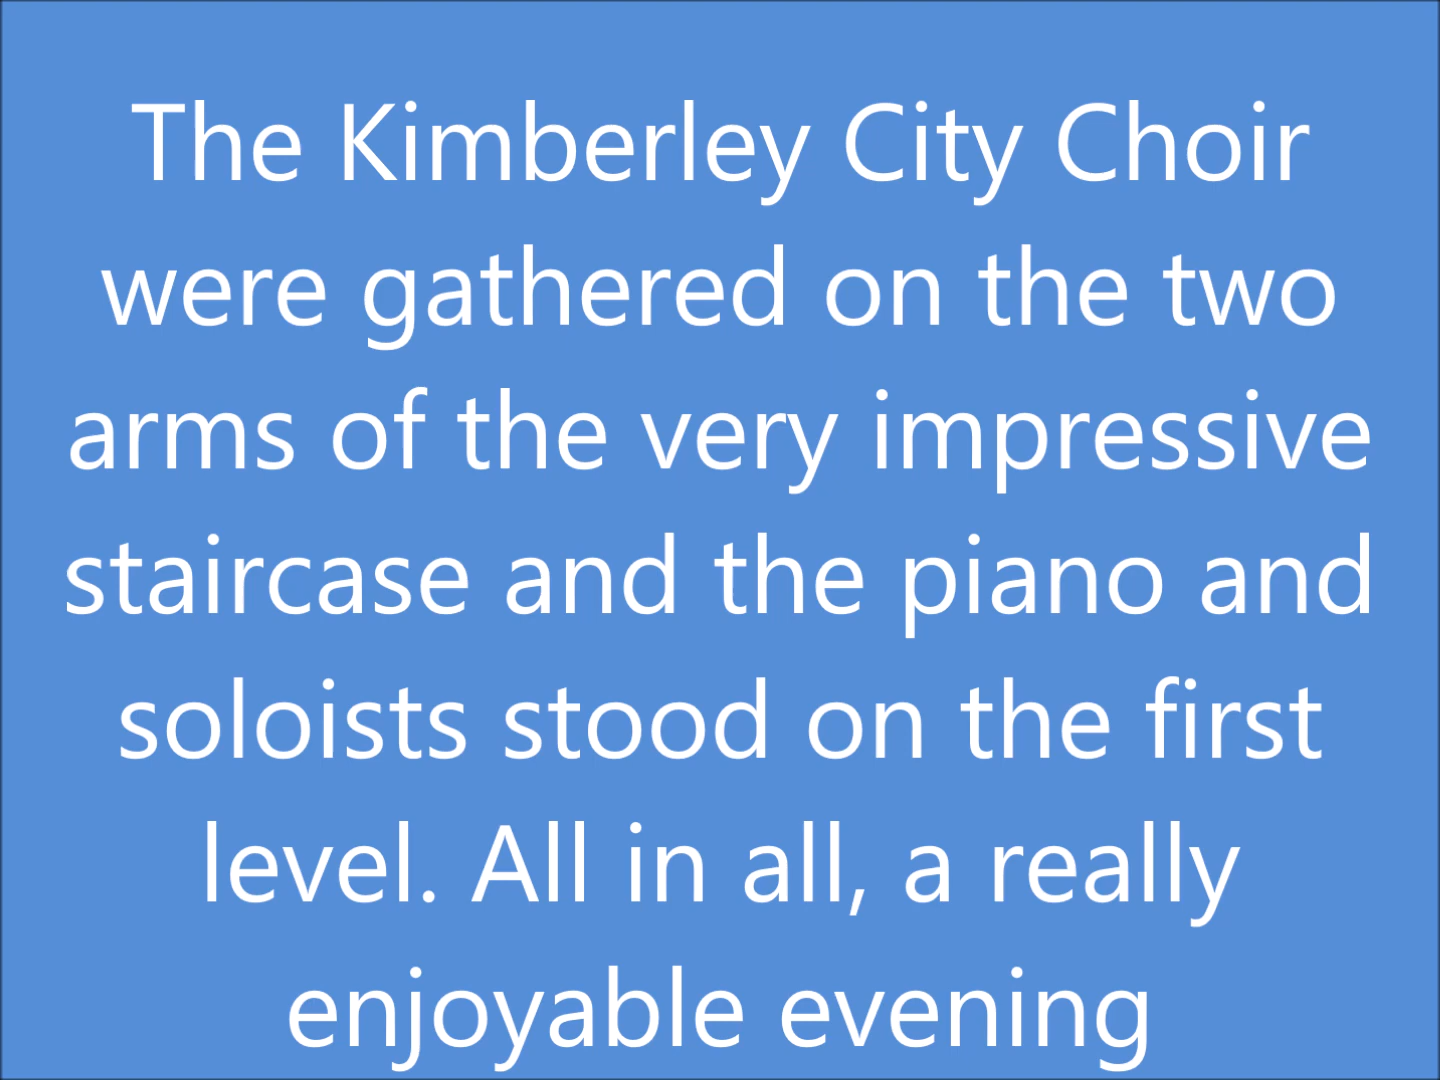 The Kimberley City Choir
were gathered on the two
arms of the very impressive
staircase and the piano and
soloists stood on the first
level. All in all, a really
enjoyable evening